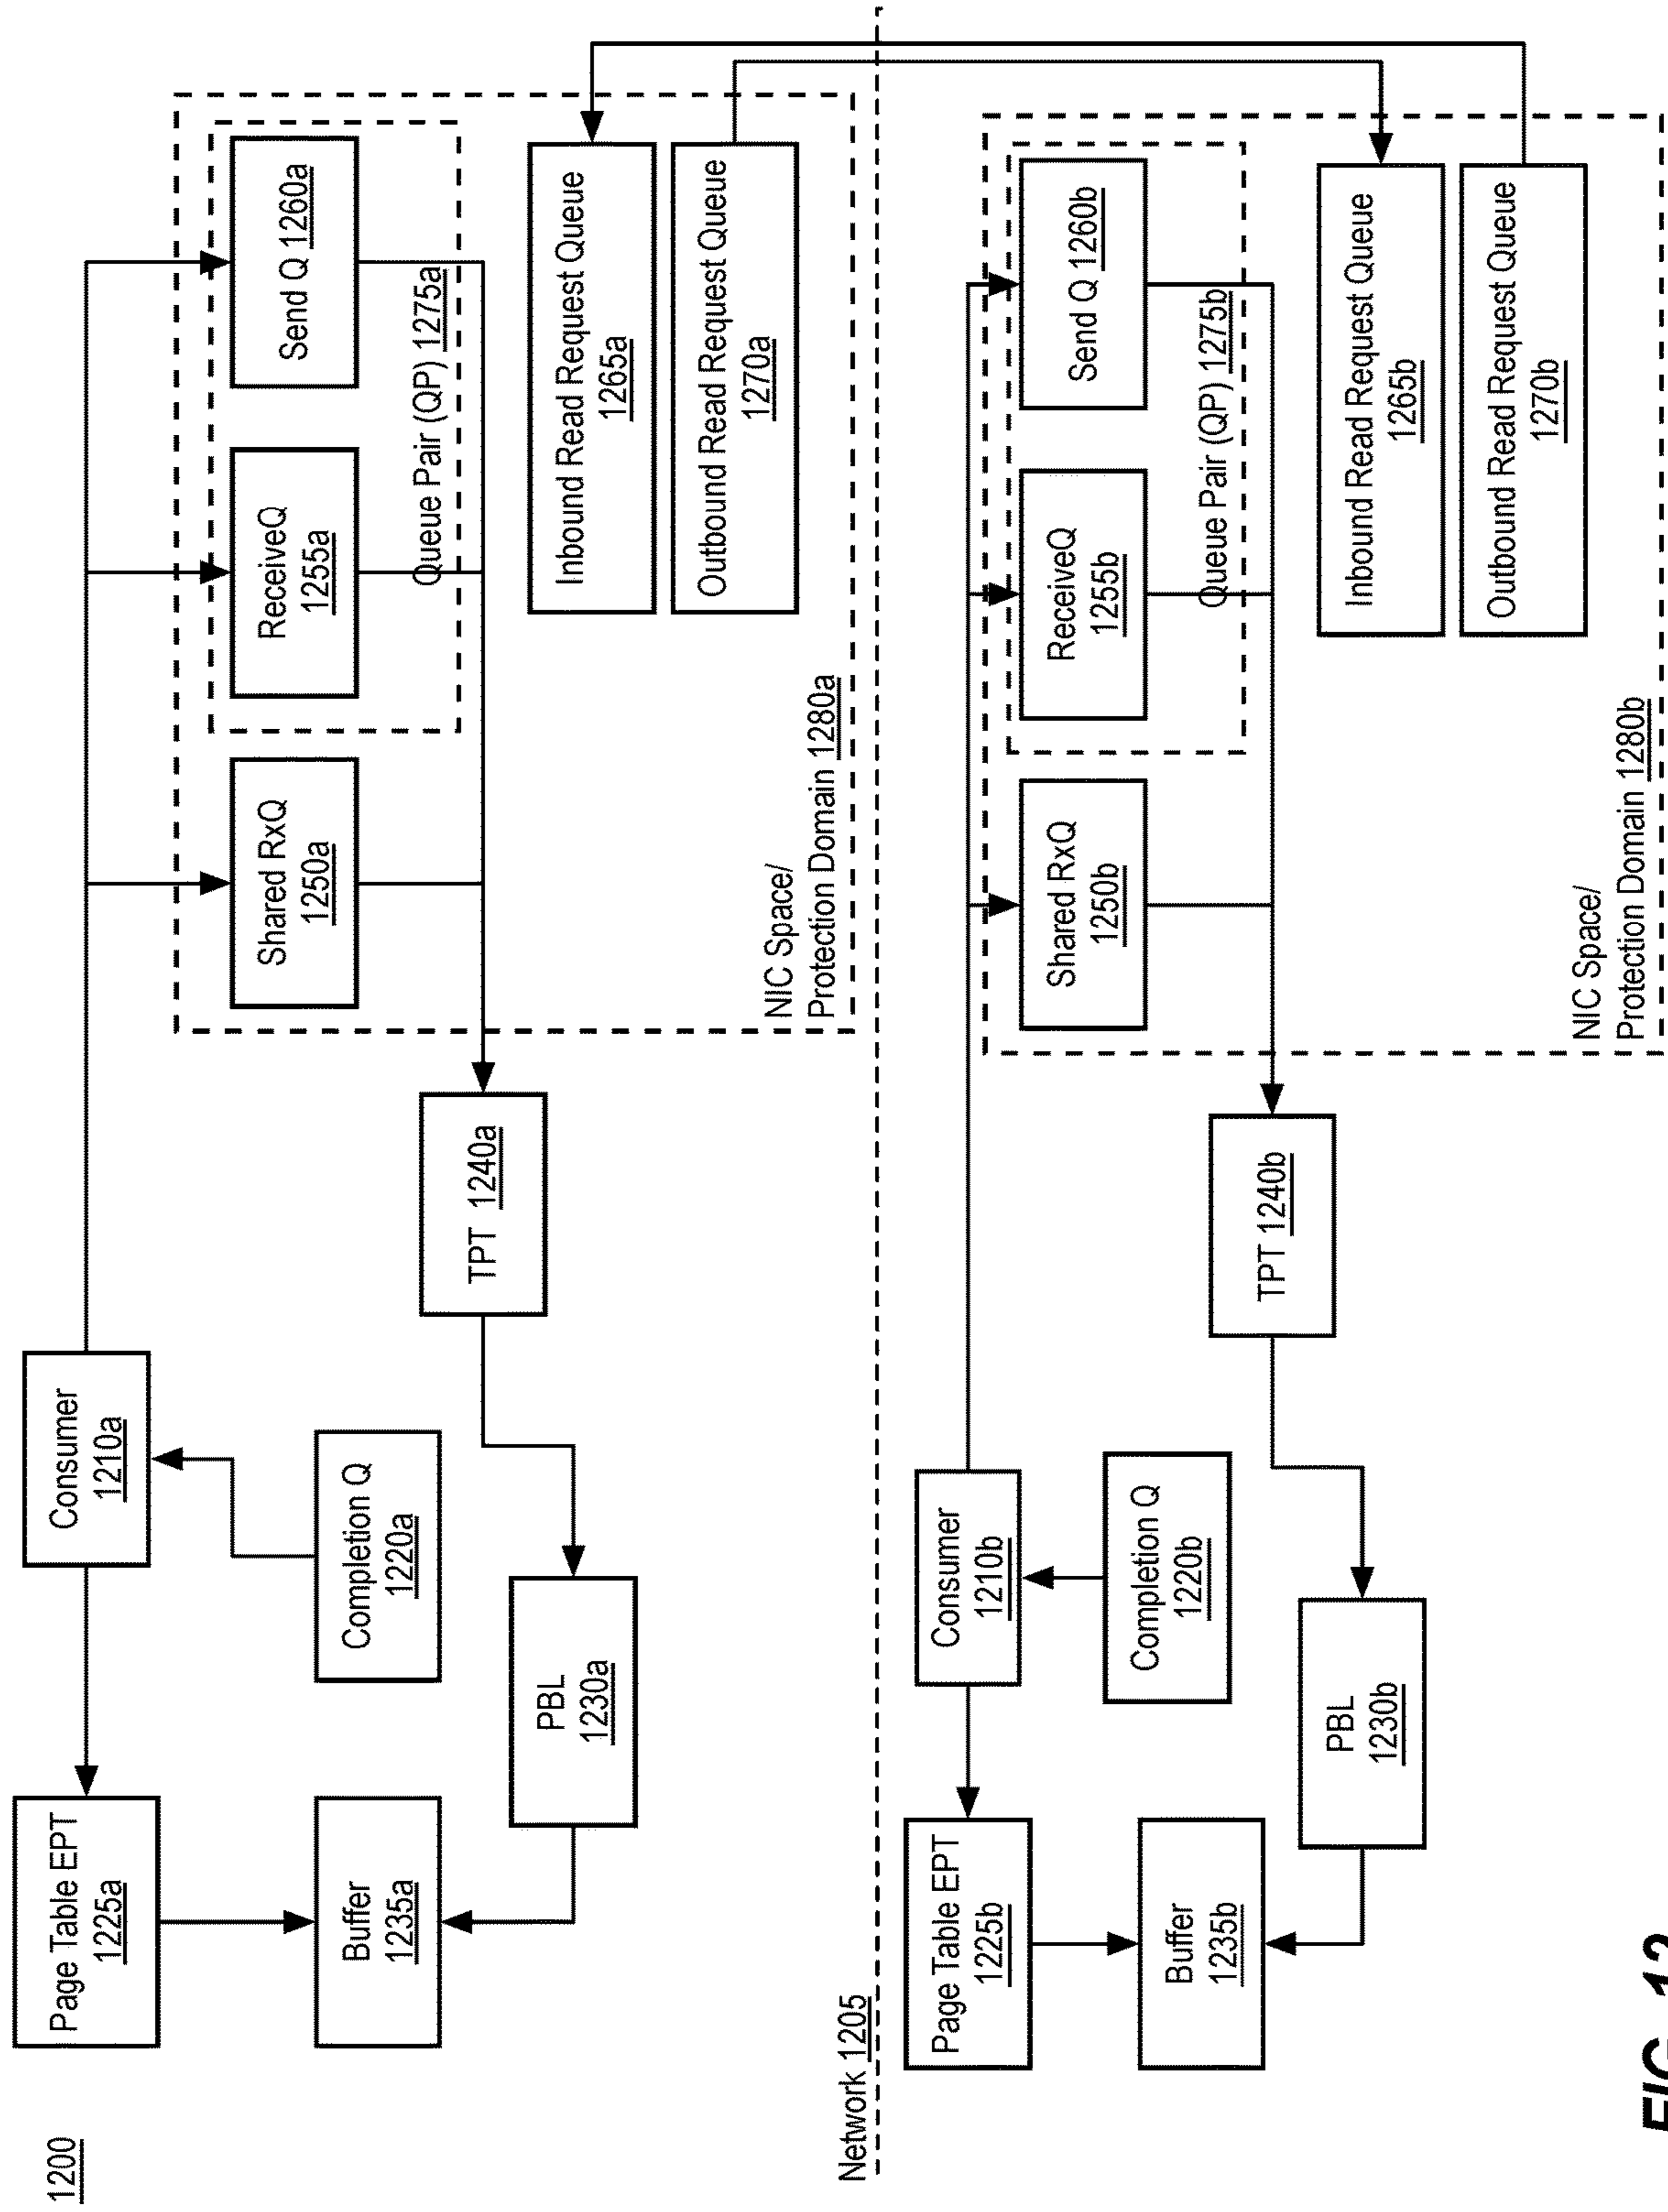 1200
Page Table EPT
1225a
Consumer
1210a
Buffer
1235a
Completion Q
1220a
PBL
1230a
TPT 1240a
Shared RxQ
1250a
ReceiveQ
1255a
Send Q 1260a
Queue Pair (QP) 1275a
Inbound Read Request Queue
1265a
Outbound Read Request Queue
1270a
NIC Space/
Protection Domain 1280a
Network 1205
Page Table EPT
1225b
Consumer
1210b
Buffer
1235b
Completion Q
1220b
PBL
1230b
TPT 1240b
Shared RxQ
1250b
ReceiveQ
1255b
Send Q 1260b
Queue Pair (QP) 1275b
Inbound Read Request Queue
1265b
Outbound Read Request Queue
1270b
NIC Space/
Protection Domain 1280b
FIG. 12